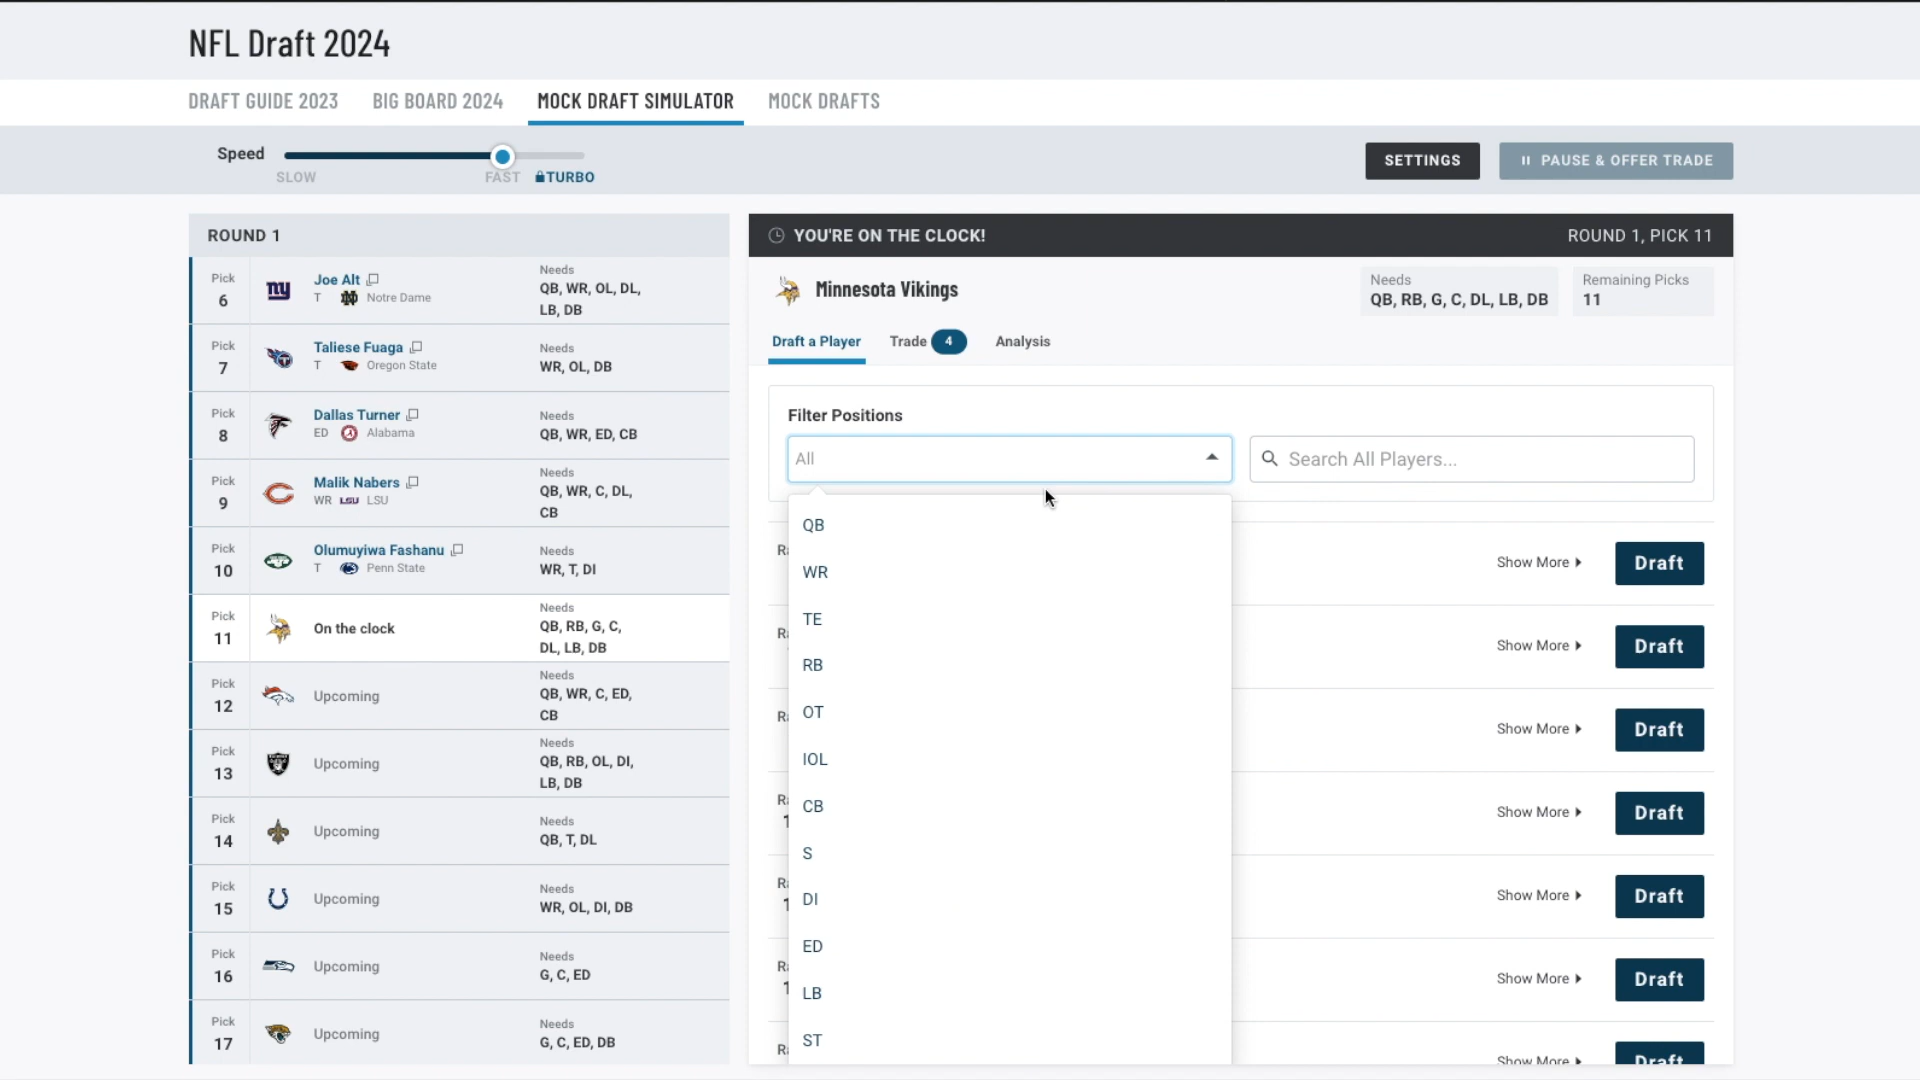 NFL Draft 2024
DRAFT GUIDE 2023 BIG BOARD 2024 MOCK DRAFT SIMULATOR MOCK DRAFTS
Speed
SLOW FAST TURBO
SETTINGS PAUSE & OFFER TRADE
ROUND 1
Pick 6
Joe Alt
T Notre Dame
Needs
QB, WR, OL, DL,
LB, DB
Pick 7
Taliese Fuaga
T Oregon State
Needs
WR, OL, DB
Pick 8
Dallas Turner
ED Alabama
Needs
QB, WR, ED, CB
Pick 9
Malik Nabers
WR LSU LSU
Needs
QB, WR, C, DL,
CB
Pick 10
Olumuyiwa Fashanu
T Penn State
Needs
WR, T, DI
Pick 11
On the clock
Needs
QB, RB, G, C,
DL, LB, DB
Pick 12
Upcoming
Needs
QB, WR, C, ED,
CB
Pick 13
Upcoming
Needs
QB, RB, OL, DI,
LB, DB
Pick 14
Upcoming
Needs
QB, T, DL
Pick 15
Upcoming
Needs
WR, OL, DI, DB
Pick 16
Upcoming
Needs
G, C, ED
Pick 17
Upcoming
Needs
G, C, ED, DB
YOU'RE ON THE CLOCK! ROUND 1, PICK 11
Minnesota Vikings
Needs
QB, RB, G, C, DL, LB, DB
Remaining Picks
11
Draft a Player Trade 4 Analysis
Filter Positions
All
Search All Players...
QB
WR
TE
RB
OT
IOL
CB
S
DI
ED
LB
ST
Show More Draft
Show More Draft
Show More Draft
Show More Draft
Show More Draft
Show More Draft
Show More Draft